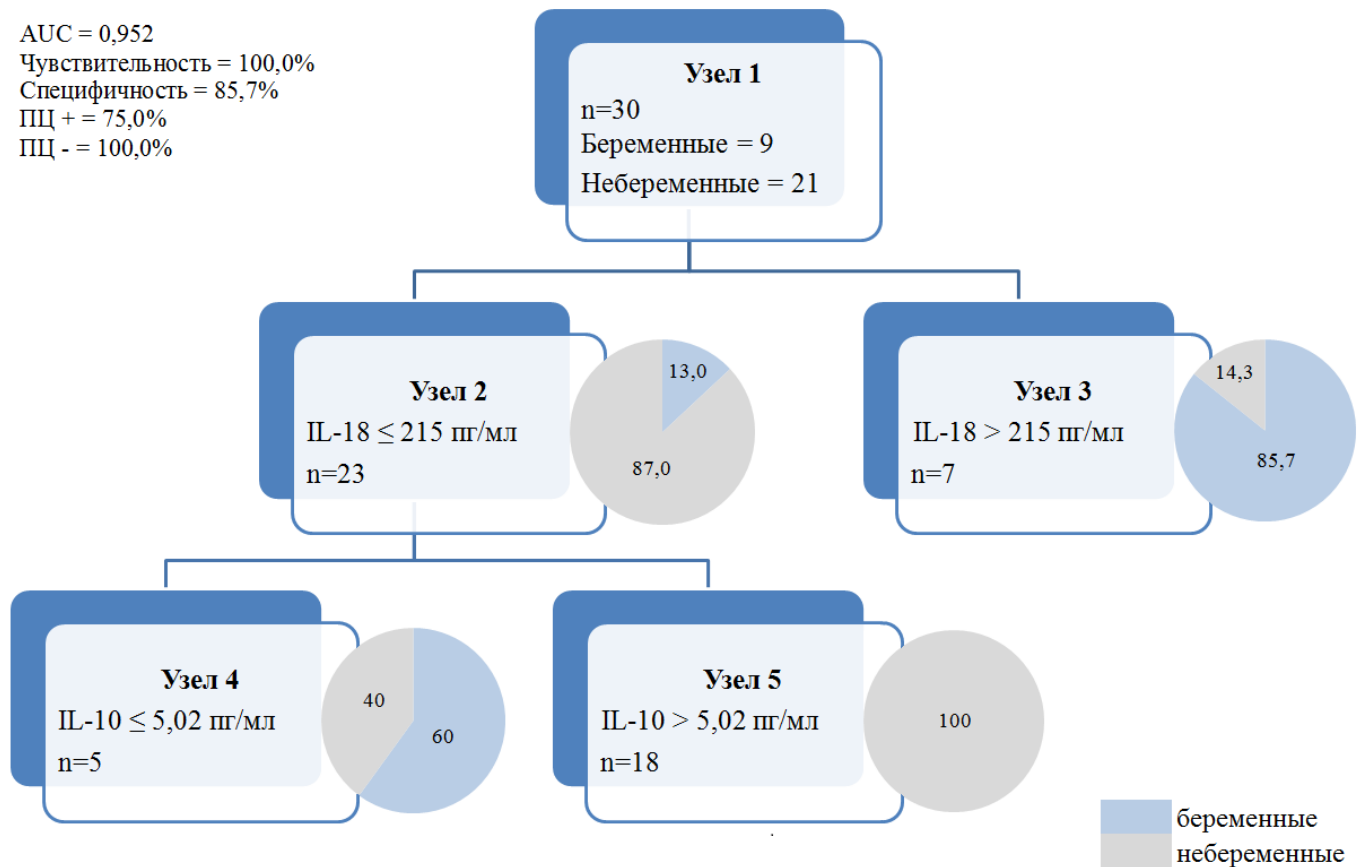 AUC = 0,952
Чувствительность = 100,0%
Специфичность = 85,7%
ПЦ + = 75,0%
ПЦ - = 100,0%
Узел 1
n=30
Беременные = 9
Небеременные = 21
Узел 2
IL-18 ≤ 215 пг/мл
n=23
13,0
87,0
Узел 3
IL-18 > 215 пг/мл
n=7
14,3
85,7
Узел 4
IL-10 ≤ 5,02 пг/мл
n=5
40
60
Узел 5
IL-10 > 5,02 пг/мл
n=18
100
беременные
небеременные